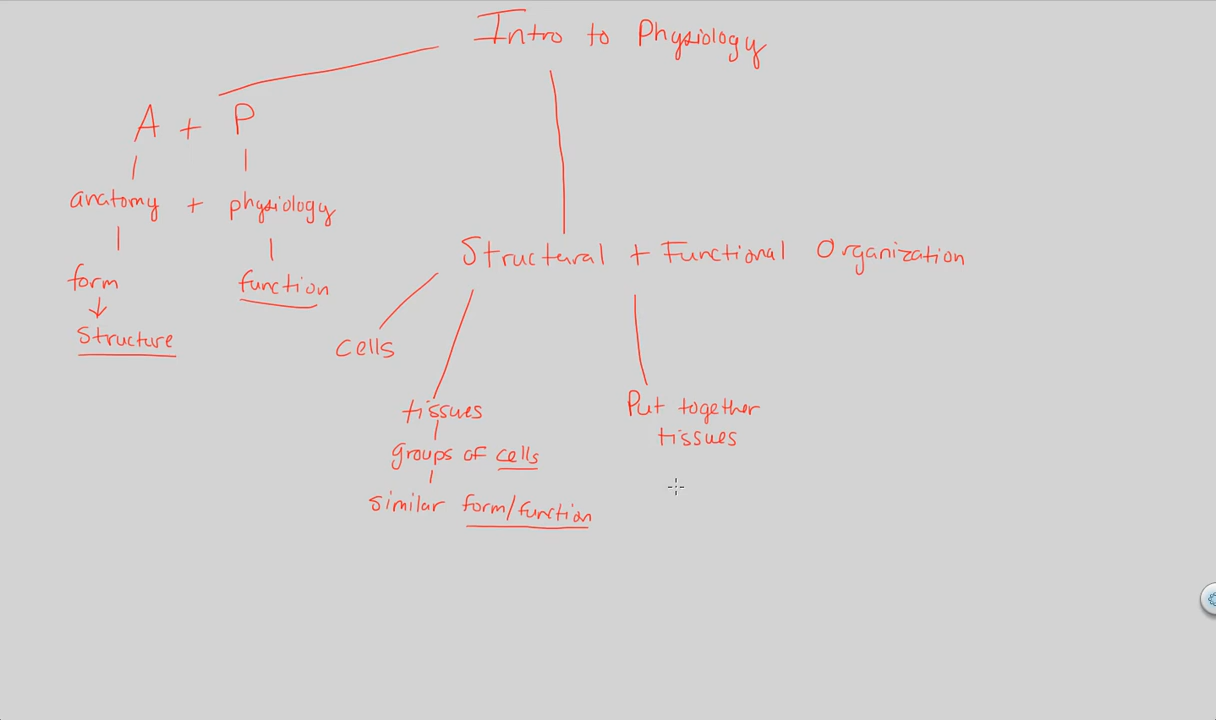 Intro to Physiology
A + P
anatomy + physiology
form
function
Structure
Structural + Functional Organization
cells
tissues
groups of cells
similar form/function
Put together
tissues